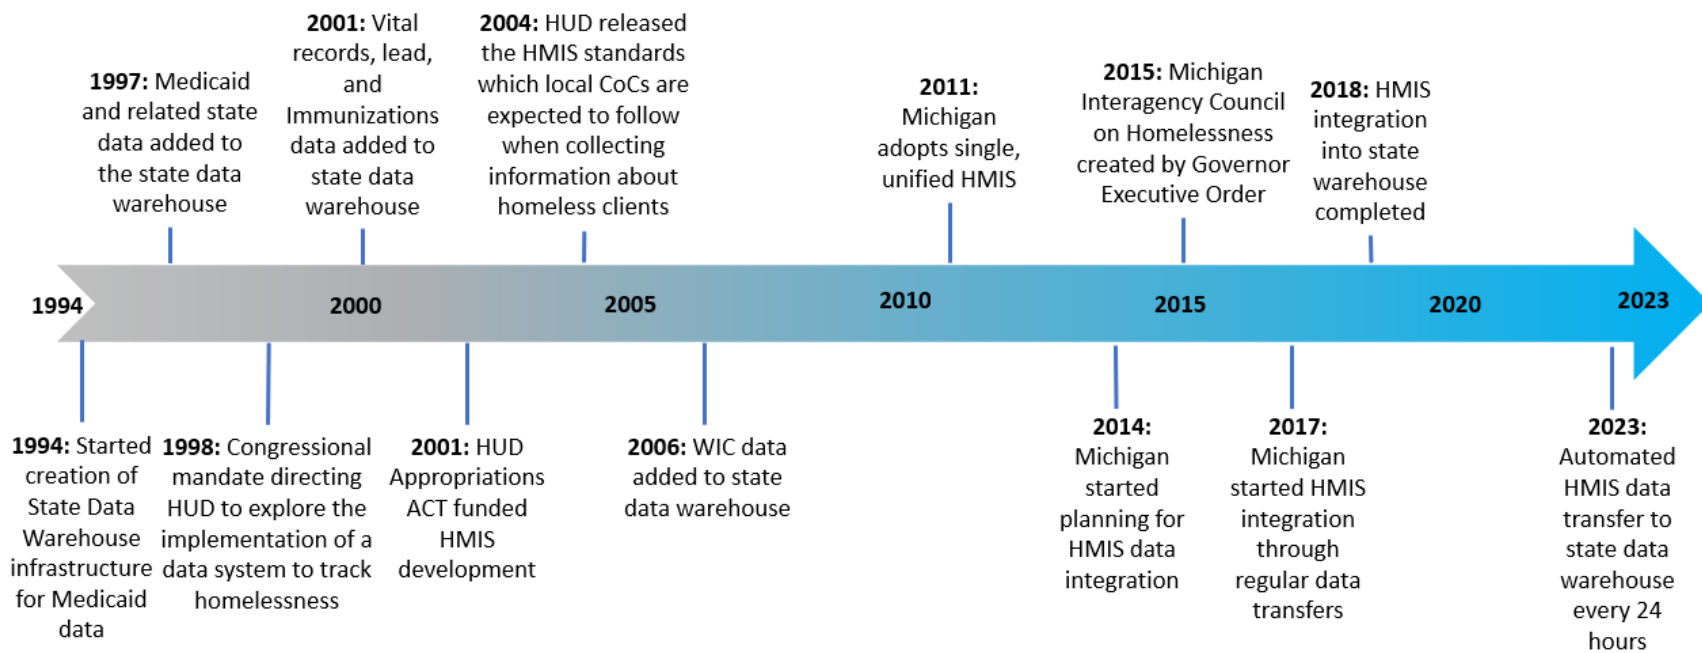 1997: Medicaid
and related state
data added to
the state data
warehouse
2001: Vital
records, lead,
and
Immunizations
data added to
state data
warehouse
2004: HUD released
the HMIS standards
which local CoCs are
expected to follow
when collecting
information about
homeless clients
2011:
Michigan
adopts single,
unified HMIS
2015: Michigan
Interagency Council
on Homelessness
created by Governor
Executive Order
2018: HMIS
integration
into state
warehouse
completed
1994
2000
2005
2010
2015
2020
2023
1994: Started
creation of
State Data
Warehouse
infrastructure
for Medicaid
data
1998: Congressional
mandate directing
HUD to explore the
implementation of a
data system to track
homelessness
2001: HUD
Appropriations
ACT funded
HMIS
development
2006: WIC data
added to state
data warehouse
2014:
Michigan
started
planning for
HMIS data
integration
2017:
Michigan
started HMIS
integration
through
regular data
transfers
2023:
Automated
HMIS data
transfer to
state data
warehouse
every 24
hours